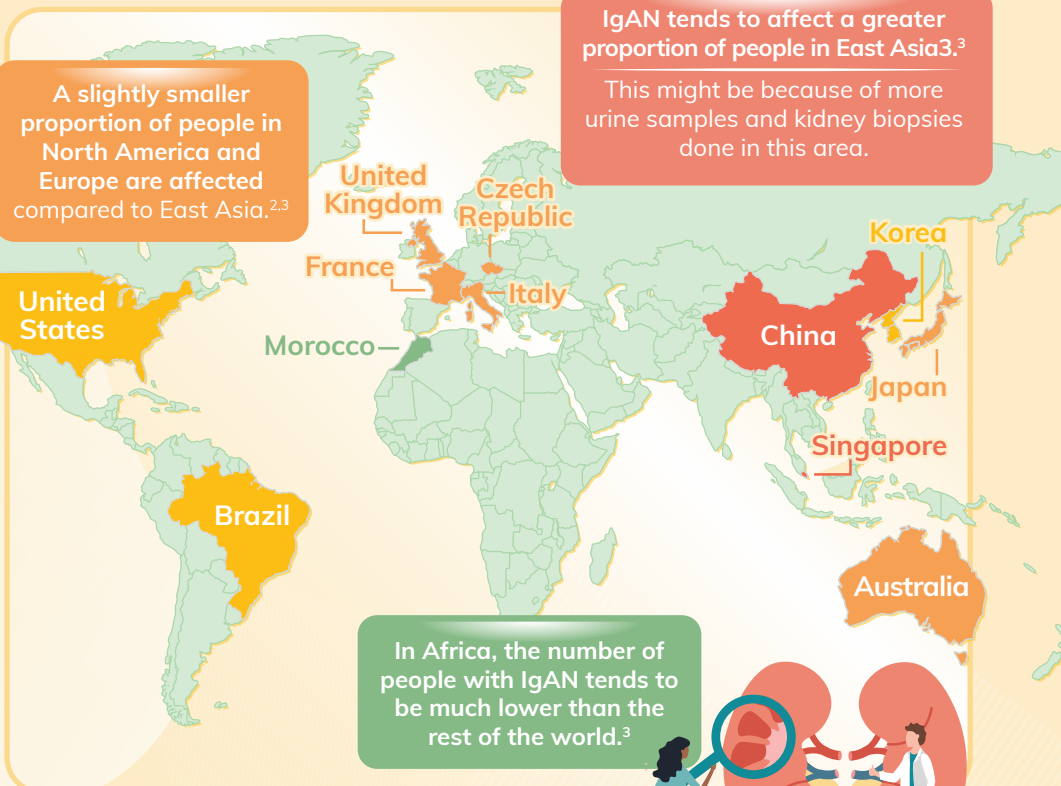 IgAN tends to affect a greater
proportion of people in East Asia3.³
This might be because of more
urine samples and kidney biopsies
done in this area.
A slightly smaller
proportion of people in
North America and
Europe are affected
compared to East Asia.²,³
United
Kingdom
Czech
Republic
Korea
France
Italy
United
States
China
Morocco
Japan
Singapore
Brazil
Australia
In Africa, the number of
people with IgAN tends to
be much lower than the
rest of the world.³